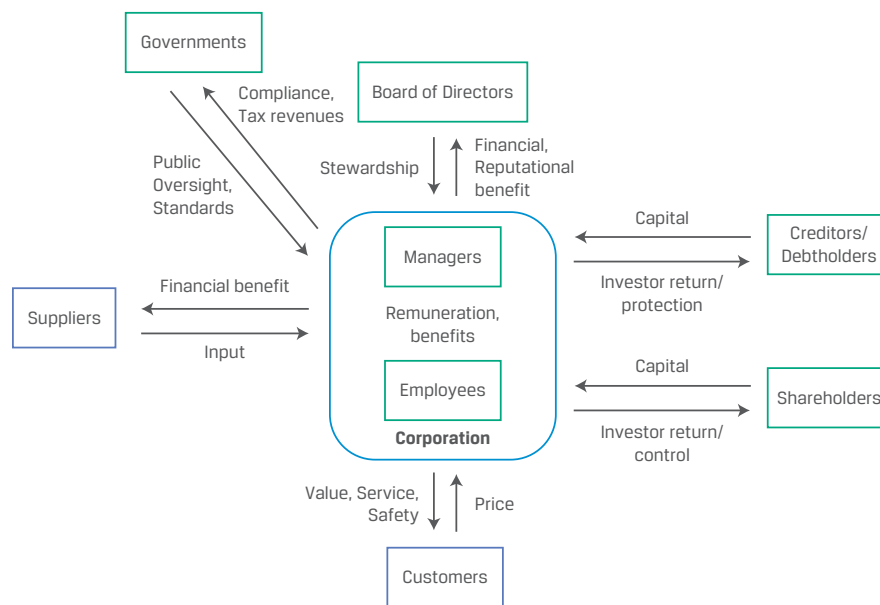 Governments
Compliance,
Tax revenues
Board of Directors
Public
Oversight,
Standards
Stewardship
Financial,
Reputational
benefit
Managers
Capital
Creditors/
Debtholders
Investor return/
protection
Suppliers
Financial benefit
Input
Remuneration,
benefits
Employees
Corporation
Capital
Shareholders
Investor return/
control
Value, Service,
Safety
Price
Customers